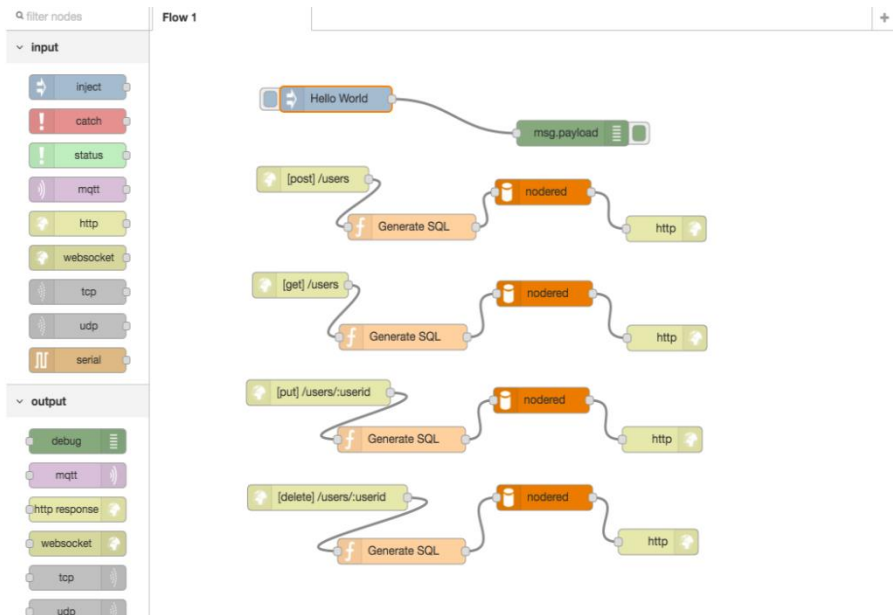 filter nodes
Flow 1
+
input
inject
catch
status
mqtt
http
websocket
tcp
udp
serial
output
debug
mqtt
http response
websocket
tcp
udp
Hello World
msg.payload
[post] /users
Generate SQL
nodered
http
[get] /users
Generate SQL
nodered
http
[put] /users/:userid
Generate SQL
nodered
http
[delete] /users/:userid
Generate SQL
nodered
http